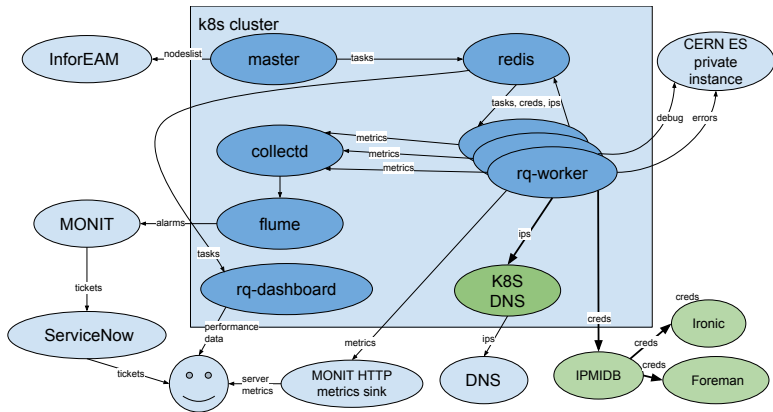 k8s cluster
InforEAM
nodeslist
master
tasks
redis
CERN ES
private
instance
tasks, creds, ips
debug
errors
metrics
metrics
metrics
collectd
rq-worker
MONIT
alarms
flume
ips
tasks
tickets
rq-dashboard
K8S
DNS
creds
creds
Ironic
ServiceNow
performance
data
metrics
ips
creds
creds
tickets
server
metrics
MONIT HTTP
metrics sink
DNS
IPMIDB
Foreman